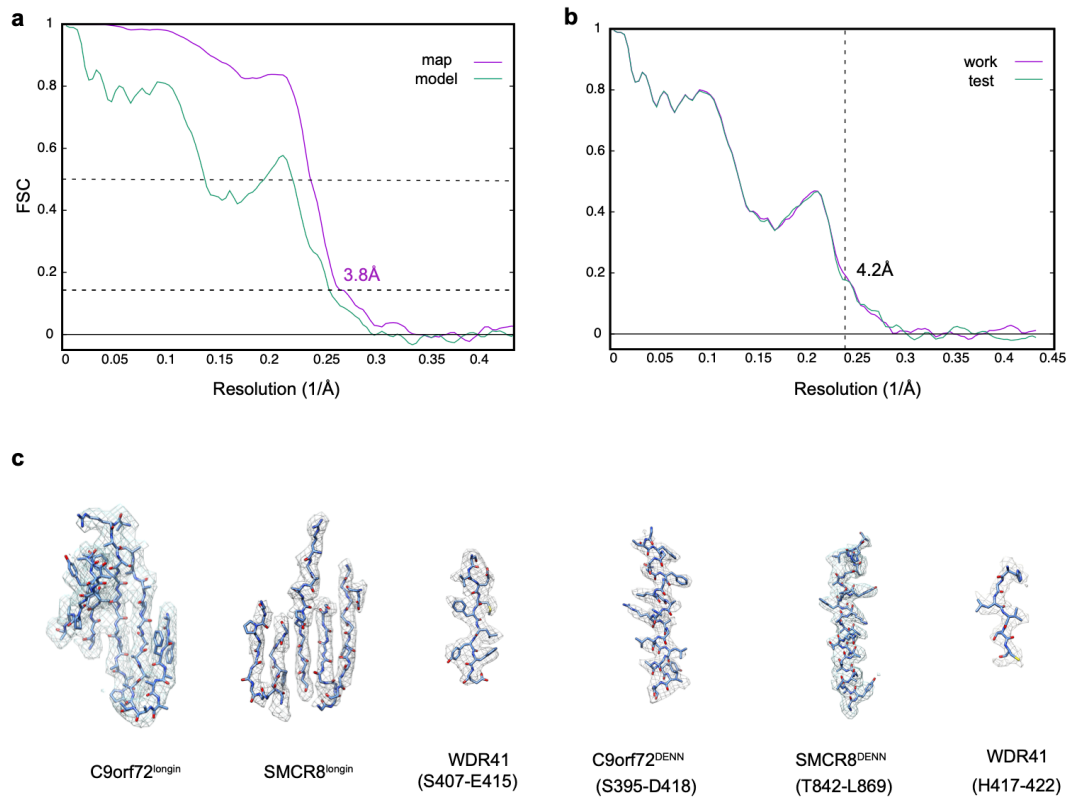 a
1
0.8
0.6
0.4
0.2
0
FSC
map
model
3.8Å
0 0.05 0.1 0.15 0.2 0.25 0.3 0.35 0.4
Resolution (1/Å)
b
1
0.8
0.6
0.4
0.2
0
work
test
4.2Å
0 0.05 0.1 0.15 0.2 0.25 0.3 0.35 0.4 0.45
Resolution (1/Å)
c
C9orf72longin
SMCR8longin
WDR41
(S407-E415)
C9orf72DENN
(S395-D418)
SMCR8DENN
(T842-L869)
WDR41
(H417-422)